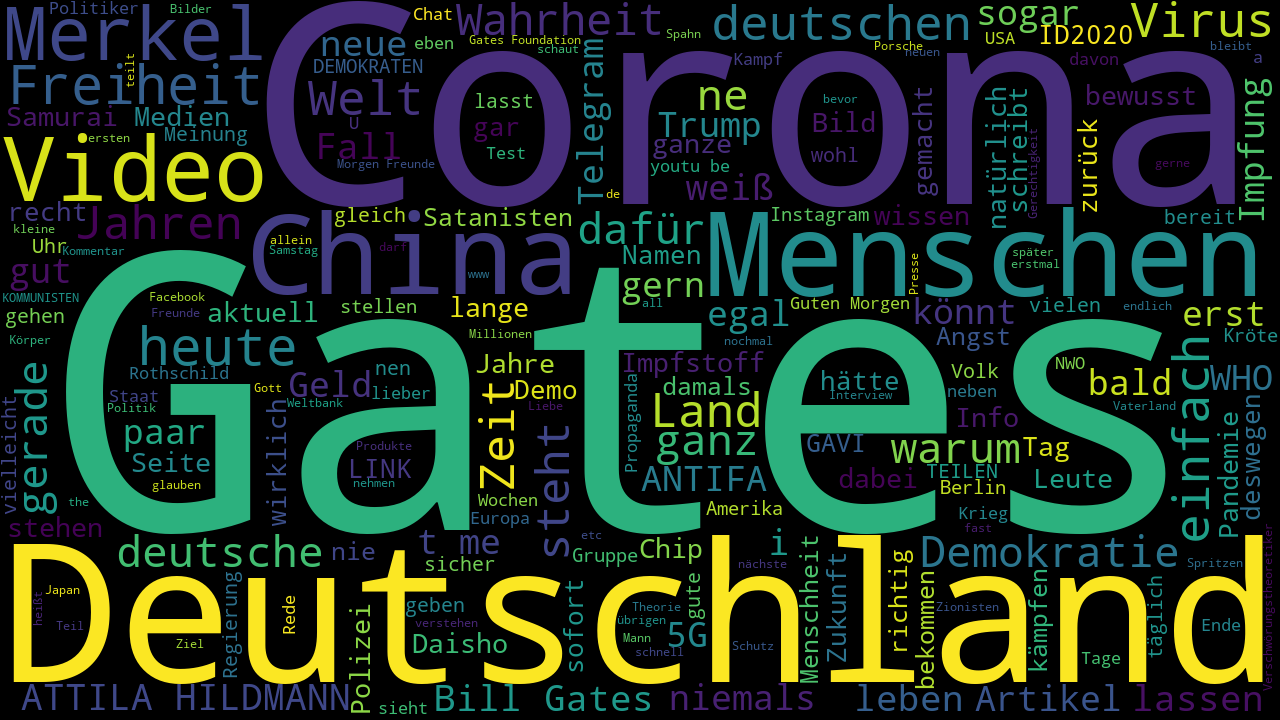 Politiker
Bilder
Chat
Wahrheit
deutschen
sogar
Virus
Merkel
Corona
neue
eben
Gates Foundation
schaut
Spahn
USA
ID2020
Porsche
neuen
bleibt
DEMOKRATEN
Kampf
davon
a
Freiheit
teilt
Welt
lasst
Telegram
ne
bevor
bewusst
Samurai
Medien
U
gar
Trump
Bild
gemacht
natürlich
schreibt
Gerechtigkeit
zurück
Impfung
Meinung
ersten
Fall
Test
ganze
wohl
Video
Morgen Freunde
youtu be
gerne
de
weiß
recht
Jahren
gleich
Satanisten
dafür
Menschen
Instagram
wissen
bereit
kleine
Uhr
Kommentar
allein
Samstag
China
darf
Namen
später
erstmal
Presse
gut
www
gern
all
KOMMUNISTEN
Facebook
Freunde
gehen
aktuell
stellen
lange
Guten Morgen
könnt
vielen
endlich
erst
Körper
Gates
Millionen
egal
nochmal
Angst
Kröte
heute
Jahre
Impfstoff
Rothschild
Gott
Geld
nen
lieber
Demo
damals
hätte
Interview
Volk
neben
NWO
bald
WHO
Staat
Politik
Weltbank
Liebe
Propaganda
Land
Vaterland
gerade
vielleicht
paar
wirklich
Produkte
Zeit
ganz
GAVI
Info
warum
Tag
einfach
Seite
LINK
nehmen
steht
ANTIFA
dabei
TEILEN
Berlin
Leute
Pandemie
deswegen
glauben
the
Wochen
Europa
Amerika
Krieg
fast
stehen
deutsche
nie
t me
sicher
etc
Gruppe
Chip
nächste
i
Demokratie
Spritzen
Deutschland
Japan
heißt
Teil
Ziel
Regierung
Rede
Polizei
geben
verstehen
Daisho
sofort
Theorie
übrigen
Mann
schnell
gute
5G
Schutz
Menschheit
Zukunft
richtig
bekommen
Zionisten
kämpfen
Tage
täglich
Ende
Verschwörungstheoretiker
ATTILA HILDMANN
sieht
Bill Gates
niemals
leben
Artikel
lassen